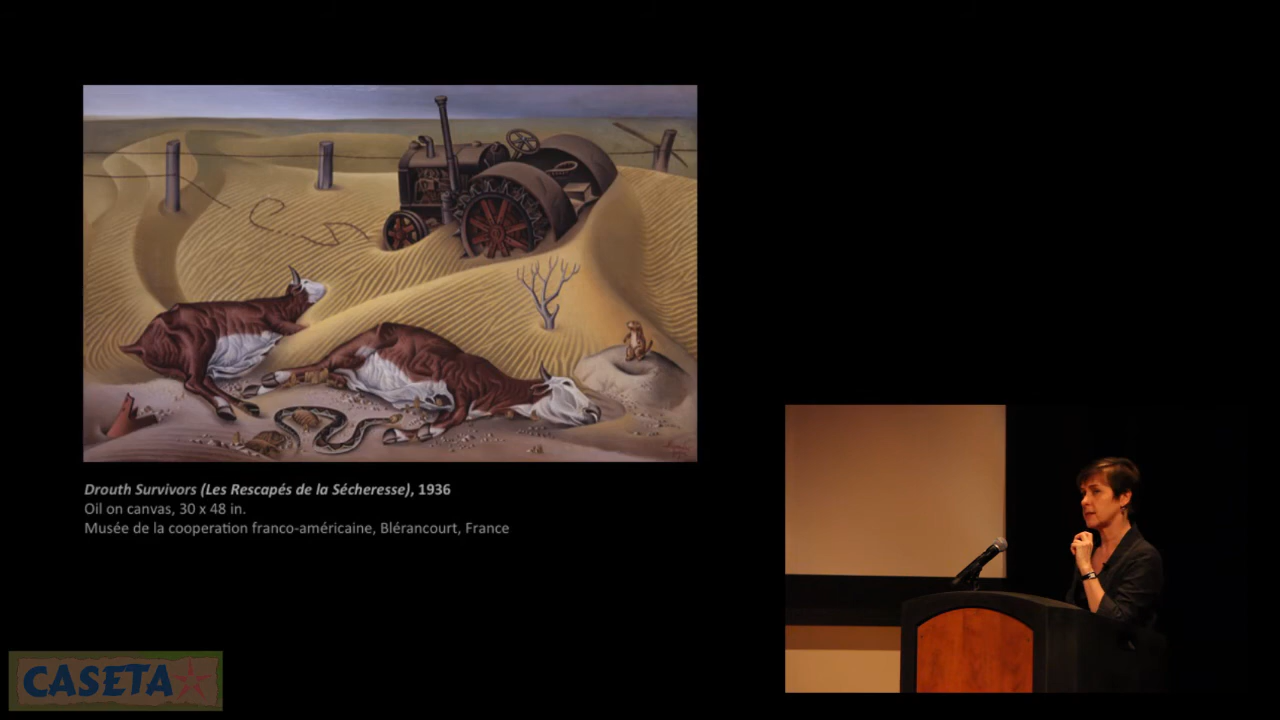 Drouth Survivors (Les Rescapés de la Sécheresse), 1936
Oil on canvas, 30 x 48 in.
Musée de la cooperation franco-américaine, Blérancourt, France
CASETA